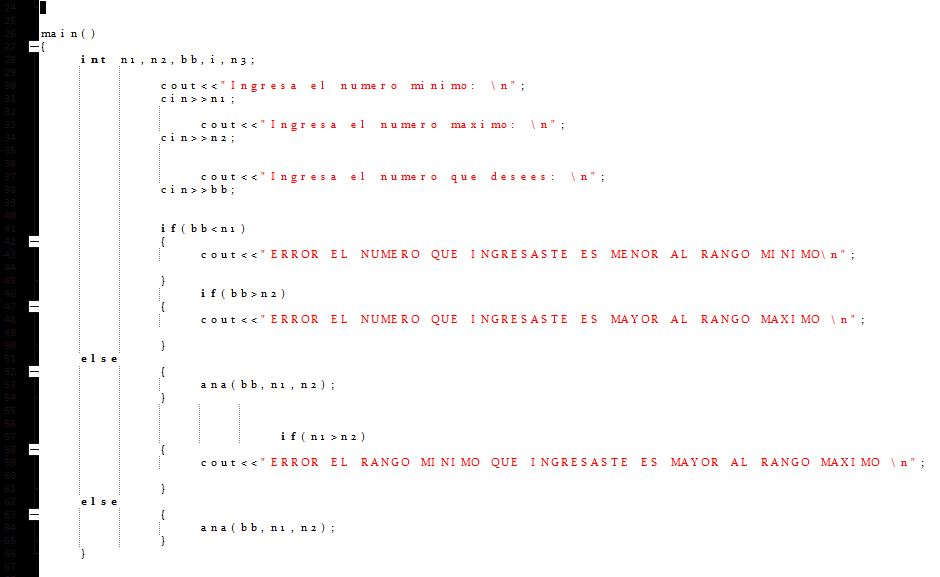 24
25
26 main()
27 {
28 int n1,n2,bb,i,n3;
29
30 cout<<"Ingresa el numero minimo: \n";
31 cin>>n1;
32
33 cout<<"Ingresa el numero maximo: \n";
34 cin>>n2;
35
36
37 cout<<"Ingresa el numero que desees: \n";
38 cin>>bb;
39
40
41 if(bb<n1)
42 {
43 cout<<"ERROR EL NUMERO QUE INGRESASTE ES MENOR AL RANGO MINIMO\n";
44
45 }
46 if(bb>n2)
47 {
48 cout<<"ERROR EL NUMERO QUE INGRESASTE ES MAYOR AL RANGO MAXIMO \n";
49
50 }
51 else
52 {
53 ana(bb,n1,n2);
54 }
55
56
57 if(n1>n2)
58 {
59 cout<<"ERROR EL RANGO MINIMO QUE INGRESASTE ES MAYOR AL RANGO MAXIMO \n";
60
61 }
62 else
63 {
64 ana(bb,n1,n2);
65 }
66 }
67